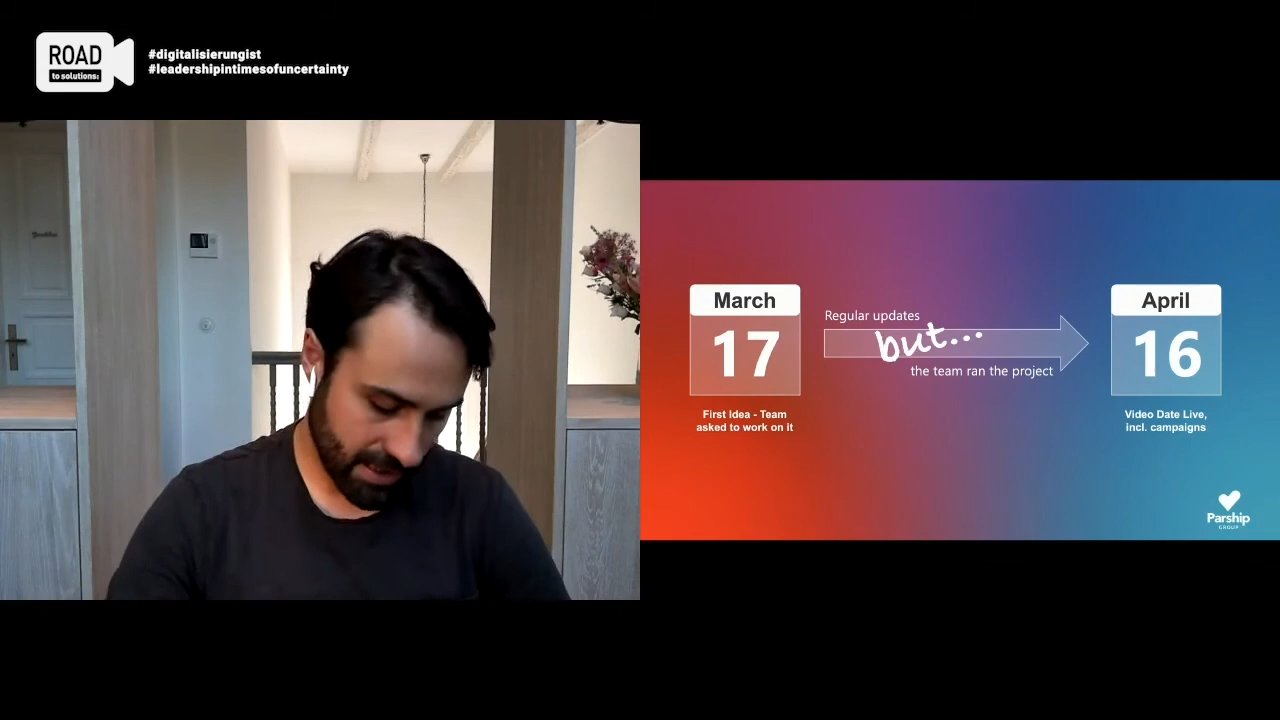 ROAD
to solutions:
#digitalisierungist
#leadershipintimesofuncertainty
March
17
First Idea - Team
asked to work on it
Regular updates
but...
the team ran the project
April
16
Video Date Live,
incl. campaigns
Parship
GROUP